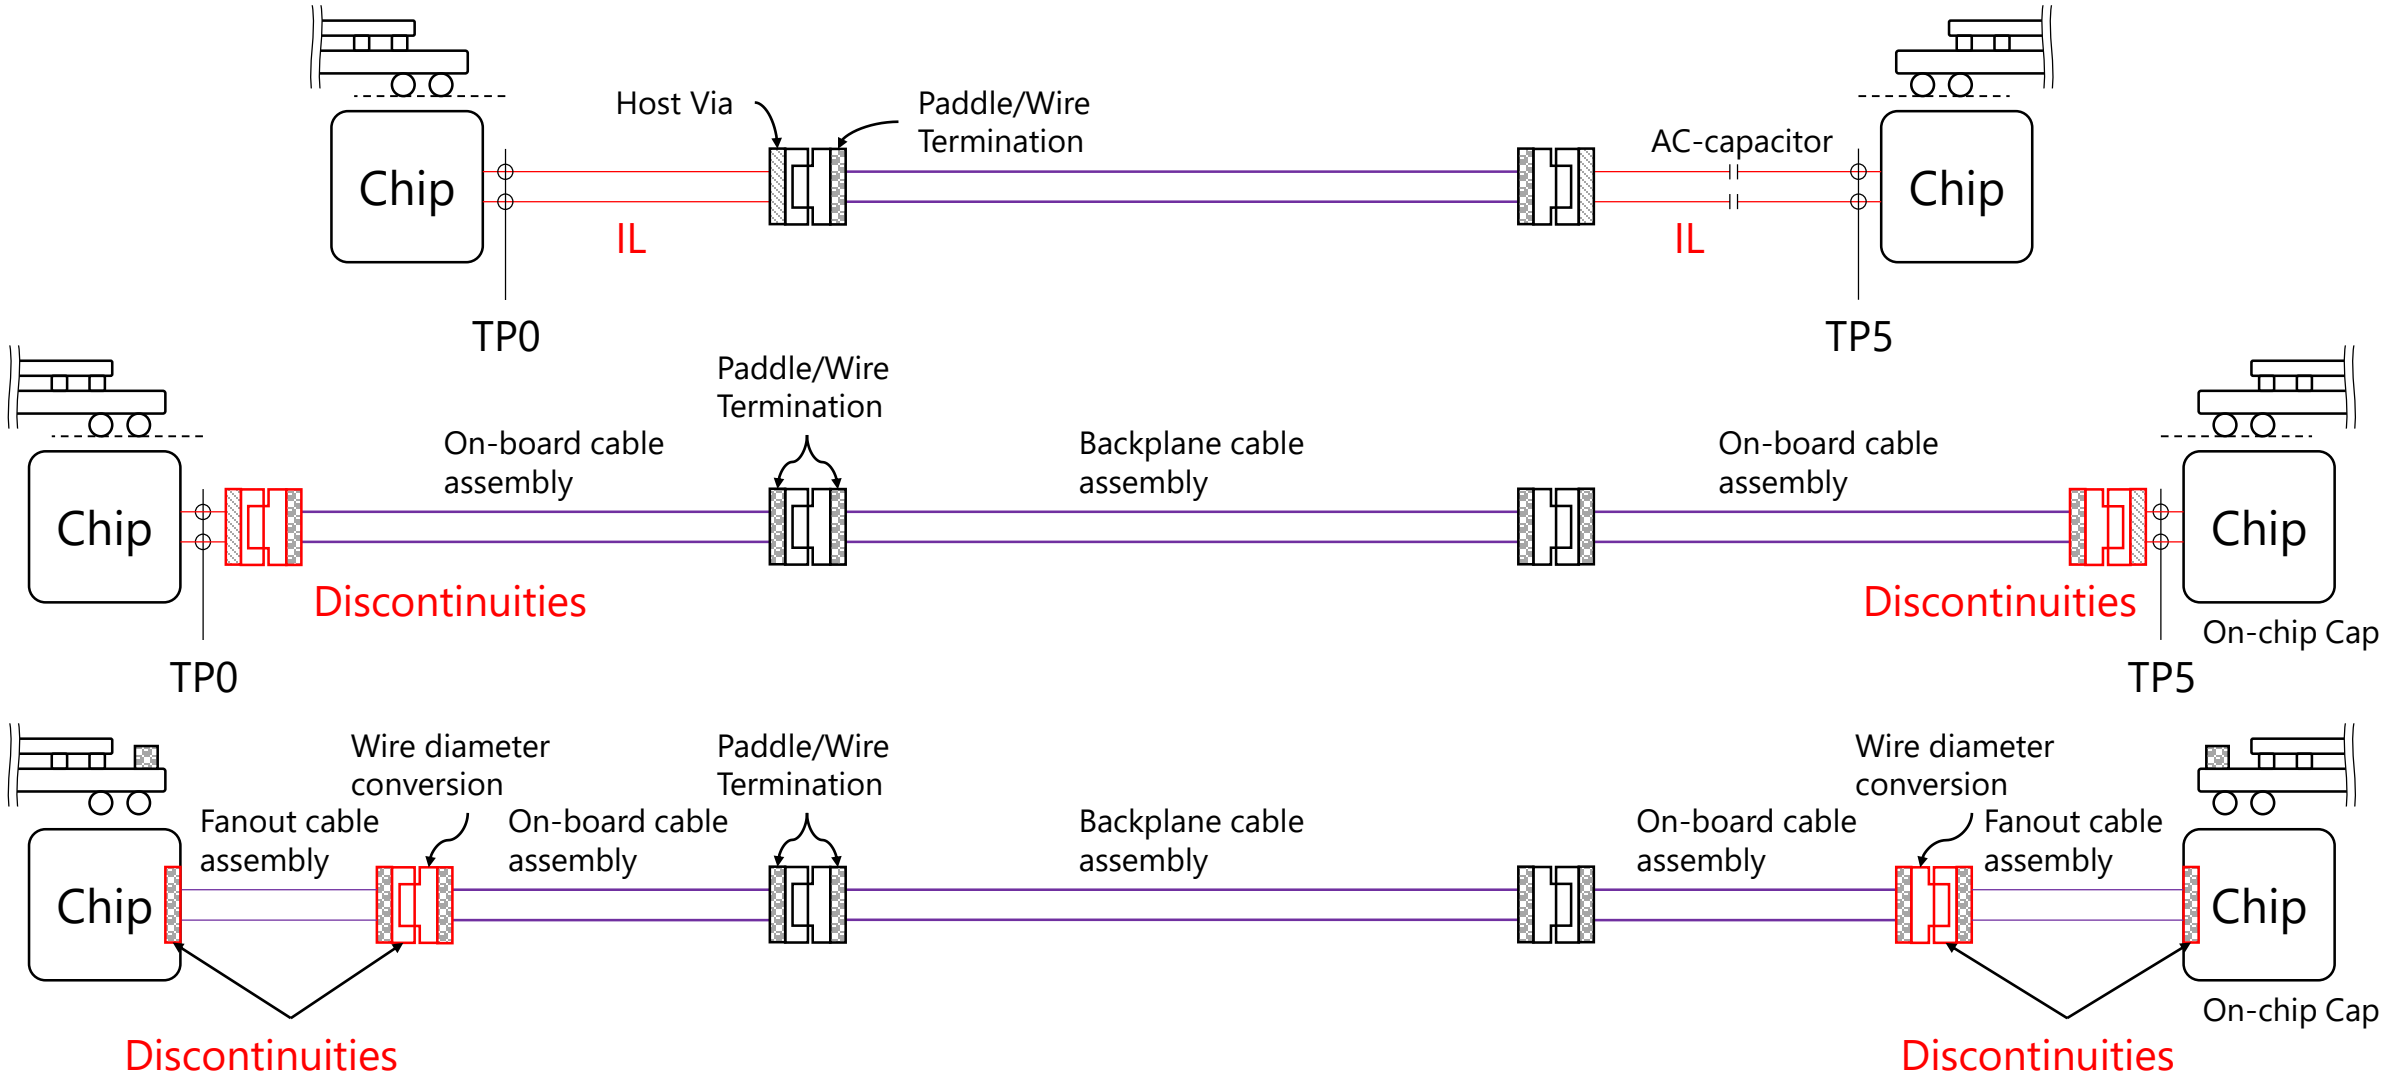 Host Via
Paddle/Wire
Termination
AC-capacitor
Chip
Chip
IL
IL
TP0
TP5
Paddle/Wire
Termination
On-board cable
assembly
Backplane cable
assembly
On-board cable
assembly
Chip
Chip
Discontinuities
Discontinuities
On-chip Cap
TP0
TP5
Wire diameter
conversion
Paddle/Wire
Termination
Wire diameter
conversion
Fanout cable
assembly
On-board cable
assembly
Backplane cable
assembly
On-board cable
assembly
Fanout cable
assembly
Chip
Chip
On-chip Cap
Discontinuities
Discontinuities